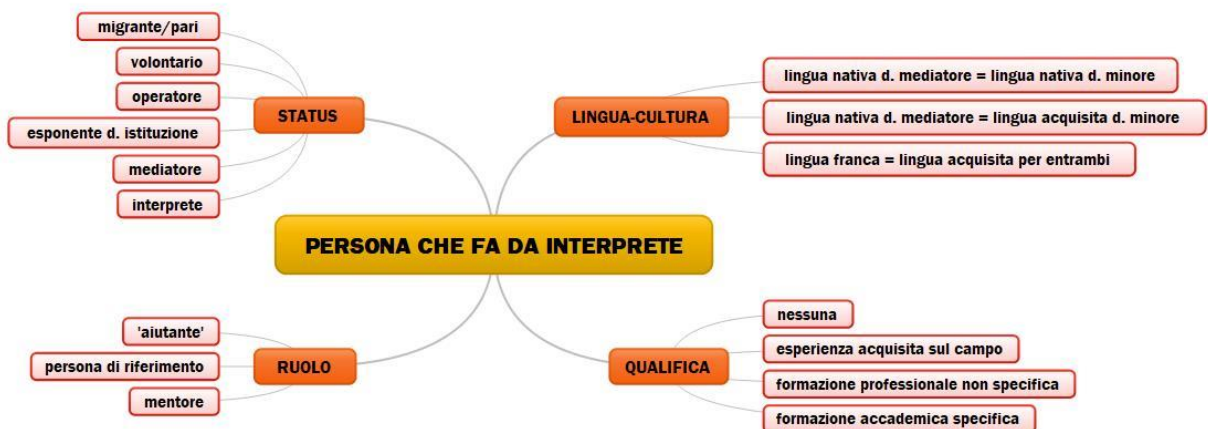 migrante/pari
volontario
operatore
esponente d. istituzione
mediatore
interprete
STATUS
LINGUA-CULTURA
lingua nativa d. mediatore = lingua nativa d. minore
lingua nativa d. mediatore = lingua acquisita d. minore
lingua franca = lingua acquisita per entrambi
PERSONA CHE FA DA INTERPRETE
'aiutante'
persona di riferimento
mentore
RUOLO
QUALIFICA
nessuna
esperienza acquisita sul campo
formazione professionale non specifica
formazione accademica specifica